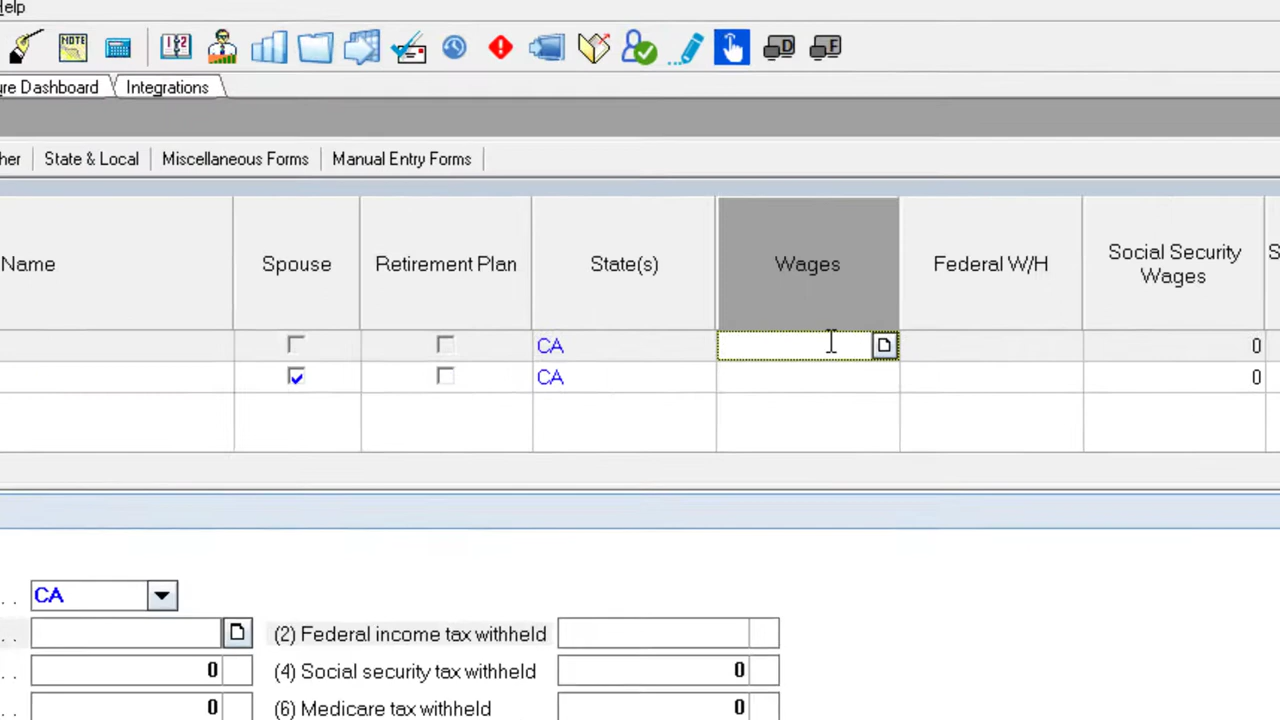 Help
NOTE
D
F
re Dashboard
Integrations
her
State & Local
Miscellaneous Forms
Manual Entry Forms
Name
Spouse
Retirement Plan
State(s)
Wages
Federal W/H
Social Security
Wages
S
CA
0
CA
0
. . CA
. . (2) Federal income tax withheld
. . 0 (4) Social security tax withheld 0
0 (6) Medicare tax withheld 0